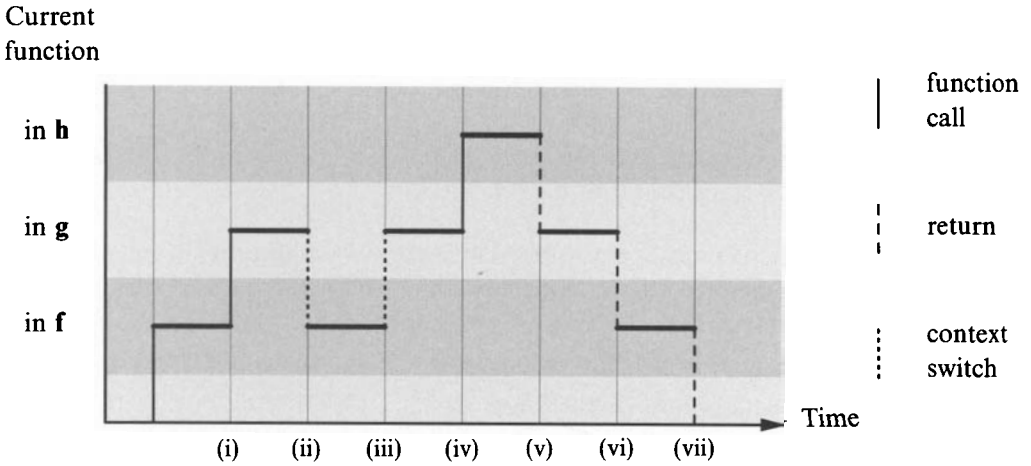 Current
function
in h
in g
in f
(i) (ii) (iii) (iv) (v) (vi) (vii)
Time
function
call
return
context
switch